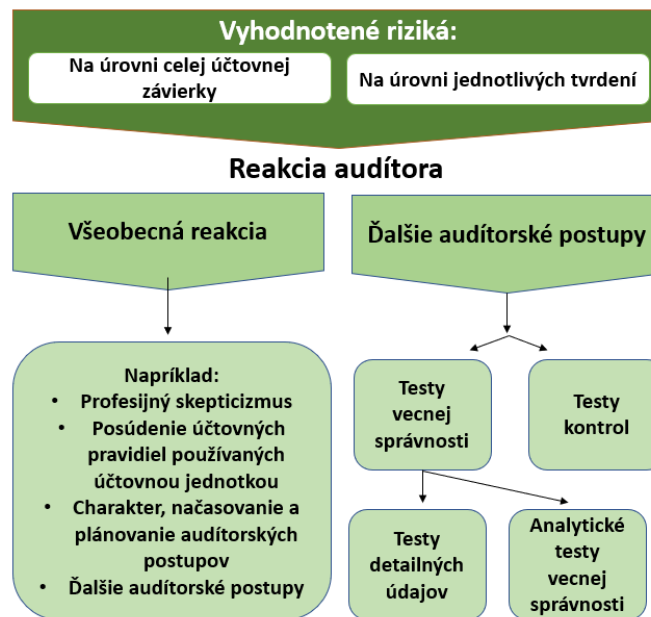 Vyhodnotené riziká:
Na úrovni celej účtovnej
závierky
Na úrovni jednotlivých tvrdení
Reakcia audítora
Všeobecná reakcia
Ďalšie audítorské postupy
Napríklad:
• Profesijný skepticizmus
• Posúdenie účtovných
pravidiel používaných
účtovnou jednotkou
• Charakter, načasovanie a
plánovanie audítorských
postupov
• Ďalšie audítorské postupy
Testy
vecnej
správnosti
Testy
kontrol
Testy
detailných
údajov
Analytické
testy
vecnej
správnosti